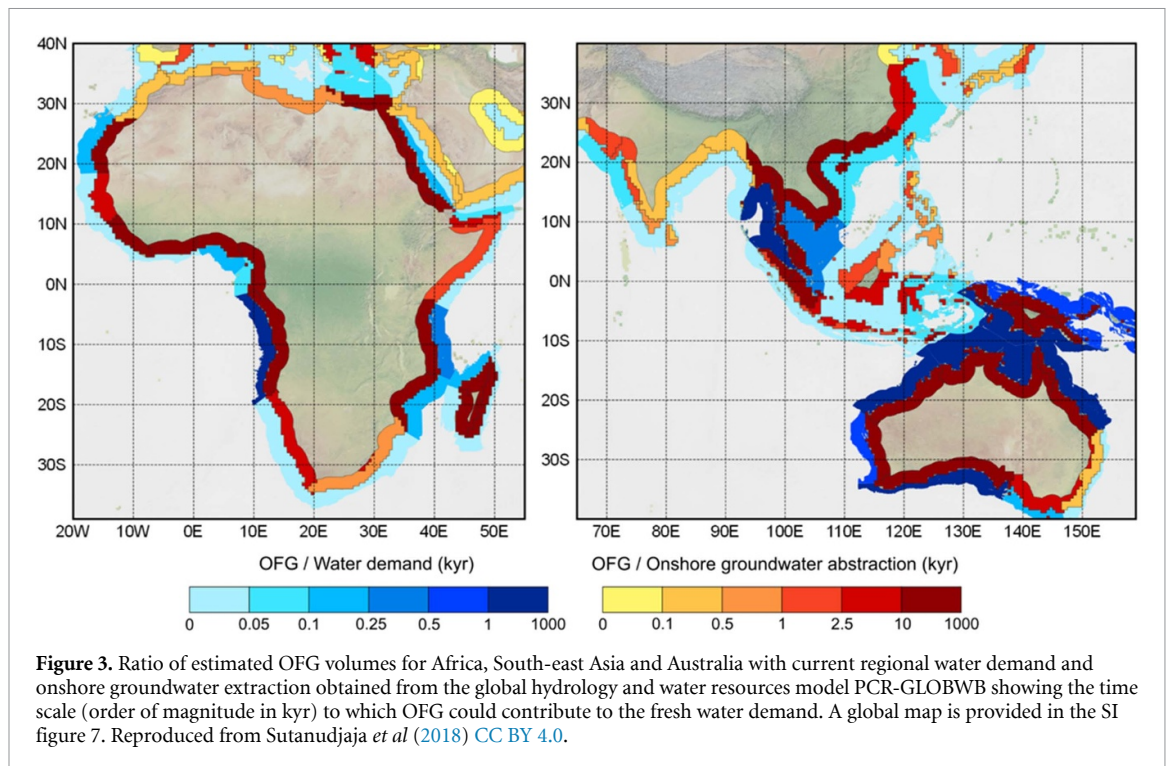 40N
30N
20N
10N
0N
10S
20S
30S
20W 10W 0E 10E 20E 30E 40E 50E
30N
20N
10N
0N
10S
20S
30S
70E 80E 90E 100E 110E 120E 130E 140E 150E
OFG / Water demand (kyr)
0 0.05 0.1 0.25 0.5 1 1000
OFG / Onshore groundwater abstraction (kyr)
0 0.1 0.5 1 2.5 10 1000
Figure 3. Ratio of estimated OFG volumes for Africa, South-east Asia and Australia with current regional water demand and
onshore groundwater extraction obtained from the global hydrology and water resources model PCR-GLOBWB showing the time
scale (order of magnitude in kyr) to which OFG could contribute to the fresh water demand. A global map is provided in the SI
figure 7. Reproduced from Sutanudjaja et al (2018) CC BY 4.0.